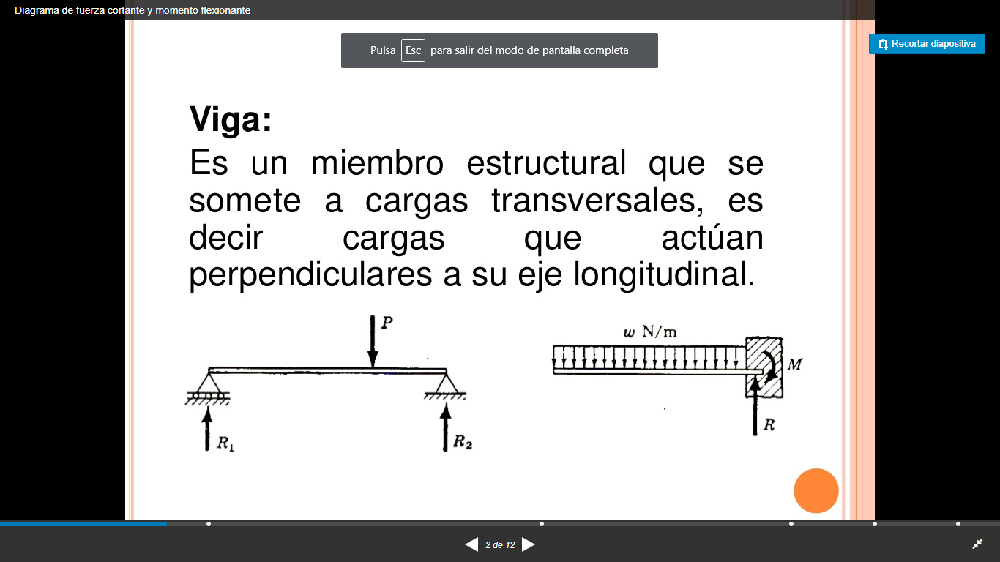 Diagrama de fuerza cortante y momento flexionante
Pulsa Esc para salir del modo de pantalla completa
Recortar diapositiva
Viga:
Es un miembro estructural que se
somete a cargas transversales, es
decir cargas que actúan
perpendiculares a su eje longitudinal.
P
w N/m
M
R
R₁
R₂
2 de 12